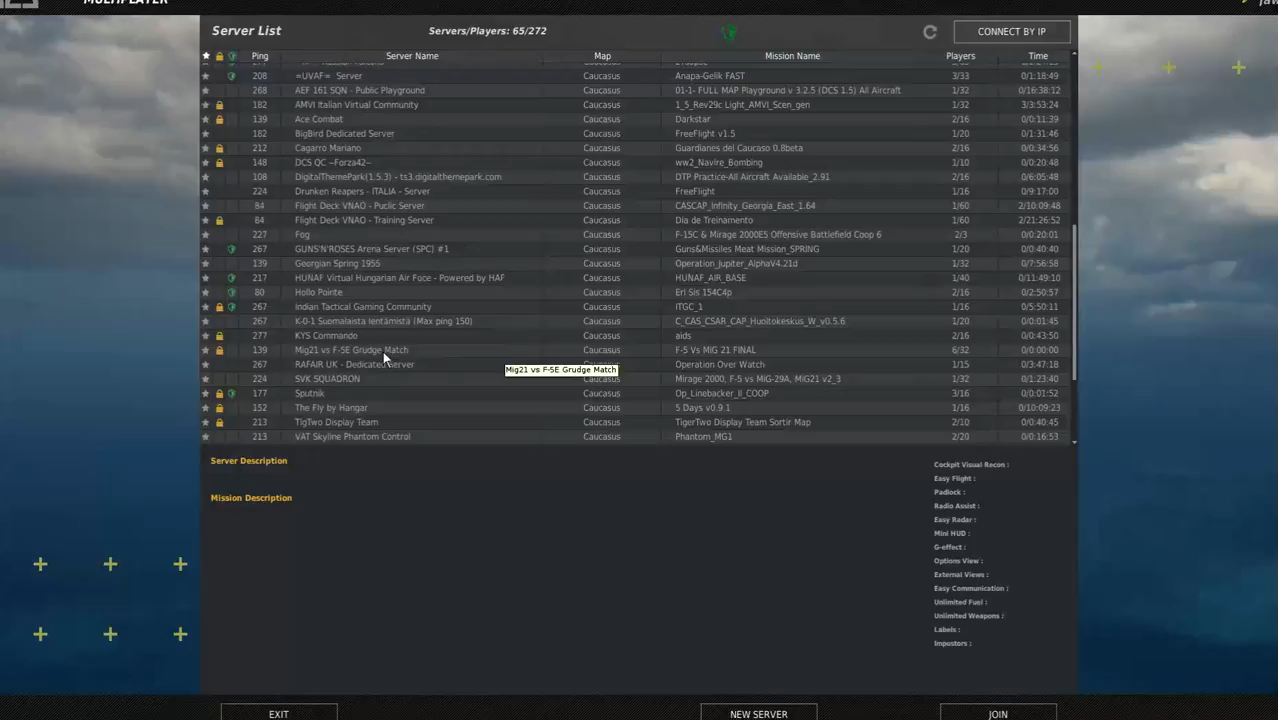 MULTIPLAYER
Server List Servers/Players: 65/272 CONNECT BY IP
Ping Server Name Map Mission Name Players Time
208 =UVAF= Server Caucasus Anapa-Gelik FAST 3/33 0/1:18:49
268 AEF 161 SQN - Public Playground Caucasus 01-1- FULL MAP Playground v 3.2.5 (DCS 1.5) All Aircraft 1/32 0/16:38:12
182 AMVI Italian Virtual Community Caucasus 1_5_Rev29c Light_AMVI_Scen_gen 1/32 3/3:53:24
139 Ace Combat Caucasus Darkstar 2/16 0/0:11:39
182 BigBird Dedicated Server Caucasus FreeFlight v1.5 1/20 0/1:31:46
212 Cagarro Mariano Caucasus Guardianes del Caucaso 0.8beta 2/16 0/0:34:56
148 DCS QC ~Forza42~ Caucasus ww2_Navire_Bombing 1/10 0/0:20:48
108 DigitalThemePark(1.5.3) - ts3.digitalthemepark.com Caucasus DTP Practice-All Aircraft Available_2.91 2/16 0/6:05:48
224 Drunken Reapers - ITALIA - Server Caucasus FreeFlight 1/16 0/9:17:00
84 Flight Deck VNAO - Puclic Server Caucasus CASCAP_Infinity_Georgia_East_1.64 1/60 2/10:09:48
84 Flight Deck VNAO - Training Server Caucasus Dia de Treinamento 1/60 2/21:26:52
227 Fog Caucasus F-15C & Mirage 2000E5 Offensive Battlefield Coop 6 2/3 0/0:20:01
267 GUNS'N'ROSES Arena Server (SPC) #1 Caucasus Guns&Missiles Meat Mission_SPRING 1/20 0/0:40:40
139 Georgian Spring 1955 Caucasus Operation_Jupiter_AlphaV4.21d 1/32 0/7:56:58
217 HUNAF Virtual Hungarian Air Foce - Powered by HAF Caucasus HUNAF_AIR_BASE 1/40 0/11:49:10
80 Hollo Pointe Caucasus Erl Sis 154C4p 2/16 0/2:50:57
267 Indian Tactical Gaming Community Caucasus ITGC_1 1/16 0/5:50:11
267 K-0-1 Suomalaista lentämistä (Max ping 150) Caucasus C_CAS_CSAR_CAP_Huoltokeskus_W_v0.5.6 1/20 0/0:01:45
277 KYS Commando Caucasus aids 2/16 0/0:43:50
139 Mig21 vs F-5E Grudge Match Caucasus F-5 Vs MIG 21 FINAL 6/32 0/0:00:00
267 RAFAIR UK - Dedicated Server Caucasus Operation Over Watch 1/15 0/3:47:18
Mig21 vs F-5E Grudge Match
224 SVK SQUADRON Caucasus Mirage 2000, F-5 vs MiG-29A, MIG21 v2_3 1/32 0/1:23:40
177 Sputnik Caucasus Op_Linebacker_II_COOP 3/16 0/0:01:52
152 The Fly by Hangar Caucasus 5 Days v0.9.1 1/16 0/10:09:23
213 TigTwo Display Team Caucasus TigerTwo Display Team Sortir Map 2/10 0/0:40:45
213 VAT Skyline Phantom Control Caucasus Phantom_MG1 2/20 0/0:16:53
Server Description
Mission Description
Cockpit Visual Recon :
Easy Flight :
Padlock :
Radio Assist :
Easy Radar :
Mini HUD :
G-effect :
Options View :
External Views :
Easy Communication :
Unlimited Fuel :
Unlimited Weapons :
Labels :
Impostors :
EXIT NEW SERVER JOIN